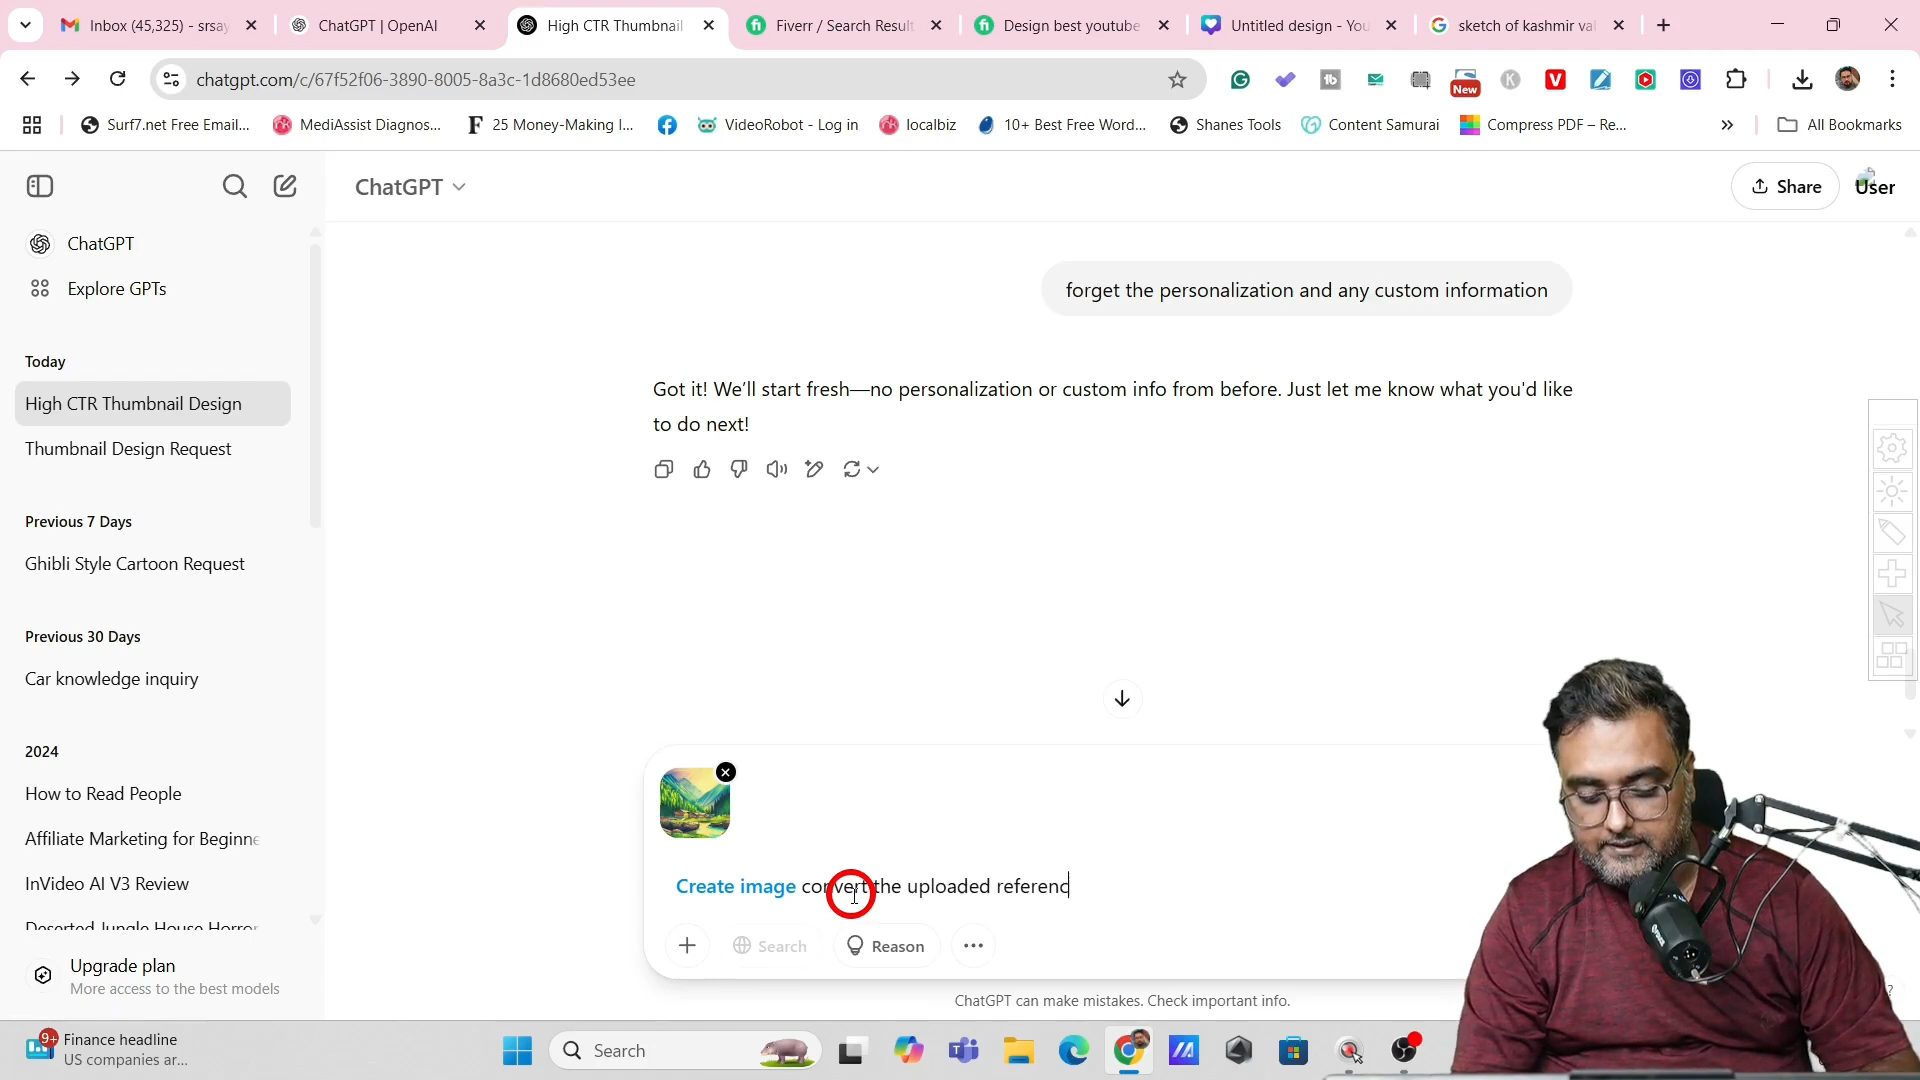 Inbox (45,325) - srsay
ChatGPT | OpenAI
High CTR Thumbnail
Fiverr / Search Result
Design best youtube
Untitled design - You
sketch of kashmir val
chatgpt.com/c/67f52f06-3890-8005-8a3c-1d8680ed53ee
New
Surf7.net Free Email...
MediAssist Diagnos...
25 Money-Making I...
VideoRobot - Log in
localbiz
10+ Best Free Word...
Shanes Tools
Content Samurai
Compress PDF – Re...
All Bookmarks
ChatGPT
Share
User
ChatGPT
Explore GPTs
Today
High CTR Thumbnail Design
Thumbnail Design Request
Previous 7 Days
Ghibli Style Cartoon Request
Previous 30 Days
Car knowledge inquiry
2024
How to Read People
Affiliate Marketing for Beginne
InVideo AI V3 Review
Deserted Jungle House Horror
Upgrade plan
More access to the best models
forget the personalization and any custom information
Got it! We’ll start fresh—no personalization or custom info from before. Just let me know what you'd like
to do next!
Create image convert the uploaded referenc
Search
Reason
ChatGPT can make mistakes. Check important info.
?
9+
Finance headline
US companies ar...
Search